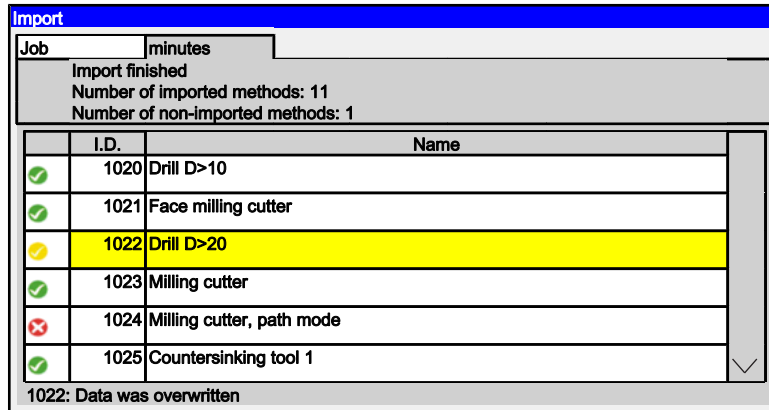 Import
Job minutes
Import finished
Number of imported methods: 11
Number of non-imported methods: 1
I.D. Name
1020 Drill D>10
1021 Face milling cutter
1022 Drill D>20
1023 Milling cutter
1024 Milling cutter, path mode
1025 Countersinking tool 1
1022: Data was overwritten